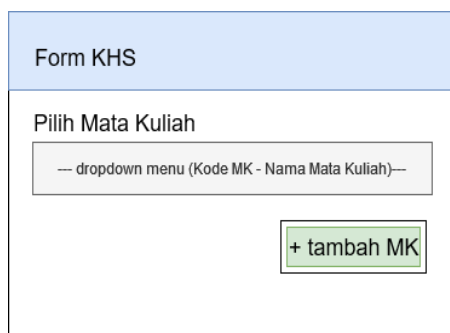 Form KHS
Pilih Mata Kuliah
--- dropdown menu (Kode MK - Nama Mata Kuliah)---
+ tambah MK